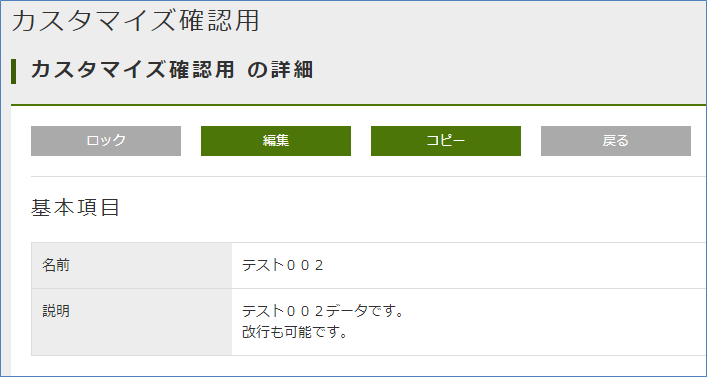 カスタマイズ確認用
カスタマイズ確認用 の詳細
ロック 編集 コピー 戻る
基本項目
名前 テスト００２
説明 テスト００２データです。
改行も可能です。